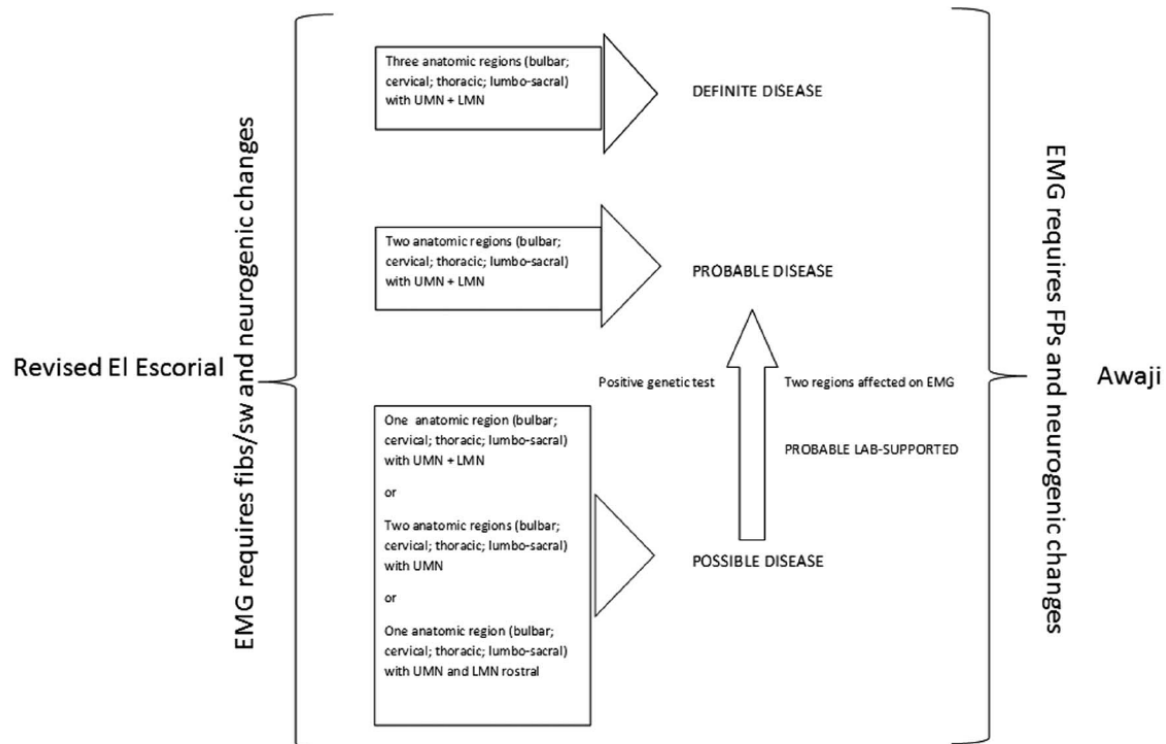 Revised El Escorial
EMG requires fibs/sw and neurogenic changes
Three anatomic regions (bulbar;
cervical; thoracic; lumbo-sacral)
with UMN + LMN
DEFINITE DISEASE
Two anatomic regions (bulbar;
cervical; thoracic; lumbo-sacral)
with UMN + LMN
PROBABLE DISEASE
Positive genetic test
Two regions affected on EMG
PROBABLE LAB-SUPPORTED
One anatomic region (bulbar;
cervical; thoracic; lumbo-sacral)
with UMN + LMN
or
Two anatomic regions (bulbar;
cervical; thoracic; lumbo-sacral)
with UMN
or
One anatomic region (bulbar;
cervical; thoracic; lumbo-sacral)
with UMN and LMN rostral
POSSIBLE DISEASE
EMG requires FPs and neurogenic changes
Awaji